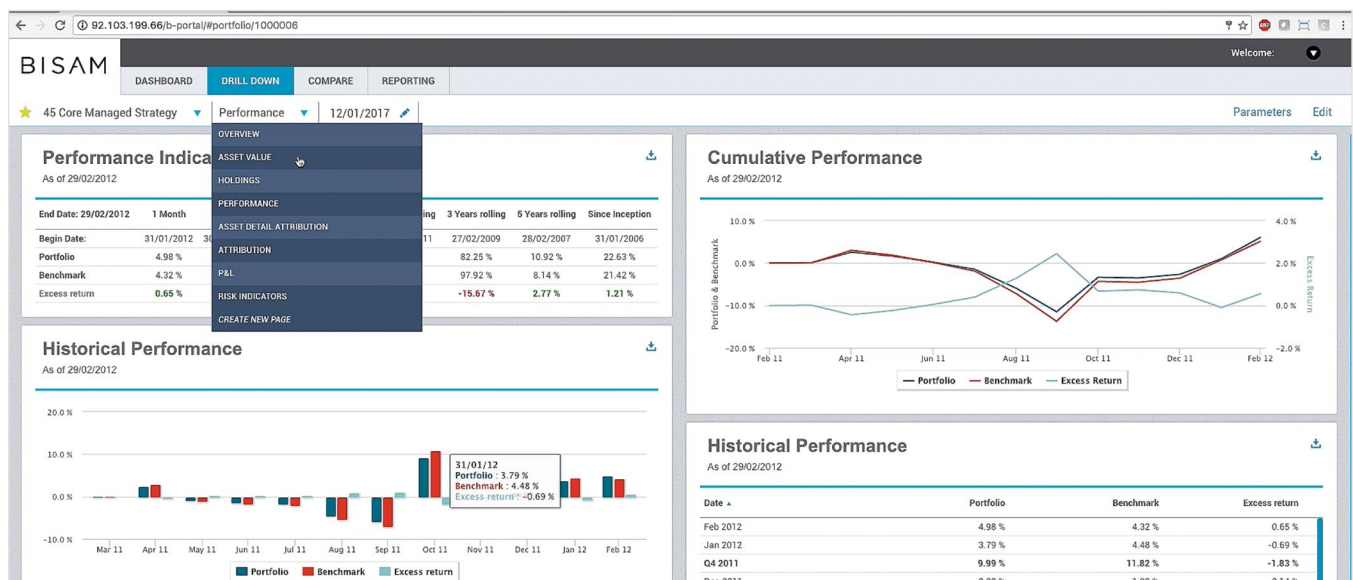 92.103.199.66/b-portal/#portfolio/1000006
Welcome:
BISAM
DASHBOARD DRILL DOWN COMPARE REPORTING
45 Core Managed Strategy Performance 12/01/2017 Parameters Edit
OVERVIEW
ASSET VALUE
HOLDINGS
PERFORMANCE
ASSET DETAIL ATTRIBUTION
ATTRIBUTION
P&L
RISK INDICATORS
CREATE NEW PAGE
Performance Indica
As of 29/02/2012
End Date: 29/02/2012 1 Month ing 3 Years rolling 5 Years rolling Since Inception
Begin Date: 31/01/2012 30 11 27/02/2009 28/02/2007 31/01/2006
Portfolio 4.98 % 82.25 % 10.92 % 22.63 %
Benchmark 4.32 % 97.92 % 8,14 % 21.42 %
Excess return 0.65 % -15.67 % 2.77 % 1.21 %
Cumulative Performance
As of 29/02/2012
10.0 % 4.0 %
0.0 % 2.0 %
-10.0 % 0.0 %
-20.0 % -2.0 %
Portfolio & Benchmark
Excess Return
Feb 11 Apr 11 Jun 11 Aug 11 Oct 11 Dec 11 Feb 12
Portfolio Benchmark Excess Return
Historical Performance
As of 29/02/2012
20.0 %
10.0 %
0.0 %
-10.0 %
31/01/12
Portfolio : 3.79 %
Benchmark : 4.48 %
Excess return : -0.69 %
Mar 11 Apr 11 May 11 Jun 11 Jul 11 Aug 11 Sep 11 Oct 11 Nov 11 Dec 11 Jan 12 Feb 12
Portfolio Benchmark Excess return
Historical Performance
As of 29/02/2012
Date Portfolio Benchmark Excess return
Feb 2012 4.98 % 4.32 % 0.65 %
Jan 2012 3.79 % 4.48 % -0.69 %
Q4 2011 9.99 % 11.82 % -1.83 %